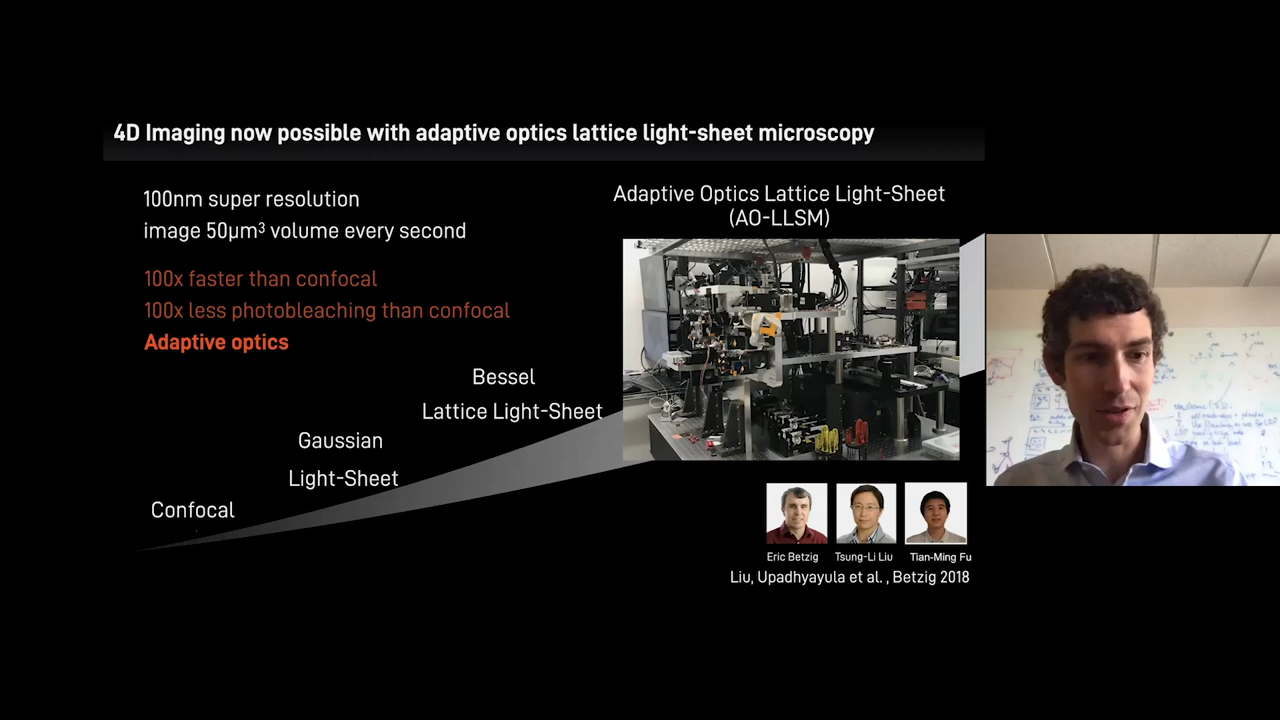 4D Imaging now possible with adaptive optics lattice light-sheet microscopy
100nm super resolution
image 50µm³ volume every second
100x faster than confocal
100x less photobleaching than confocal
Adaptive optics
Adaptive Optics Lattice Light-Sheet
(AO-LLSM)
Bessel
Lattice Light-Sheet
Gaussian
Light-Sheet
Confocal
Eric Betzig
Tsung-Li Liu
Tian-Ming Fu
Liu, Upadhyayula et al. , Betzig 2018